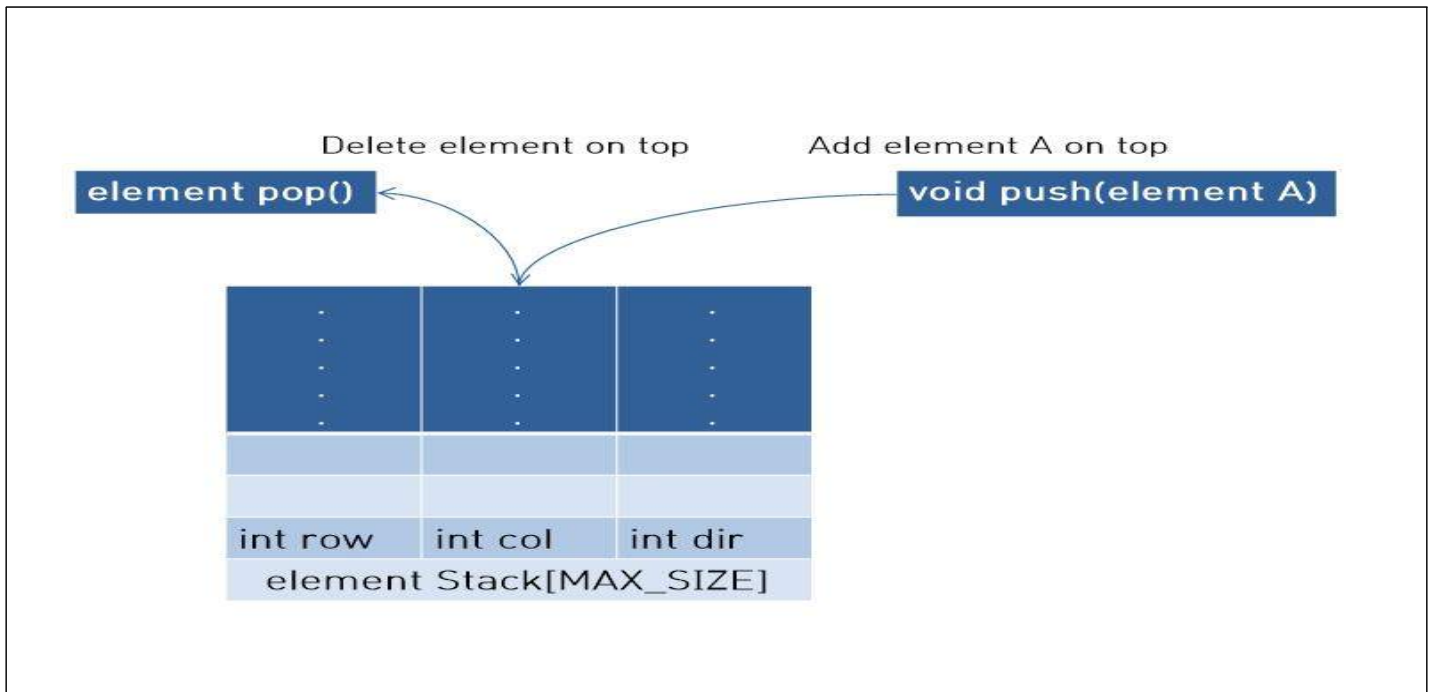 Delete element on top
Add element A on top
element pop()
void push(element A)
. . .
. . .
. . .
. . .
. . .
int row int col int dir
element Stack[MAX_SIZE]